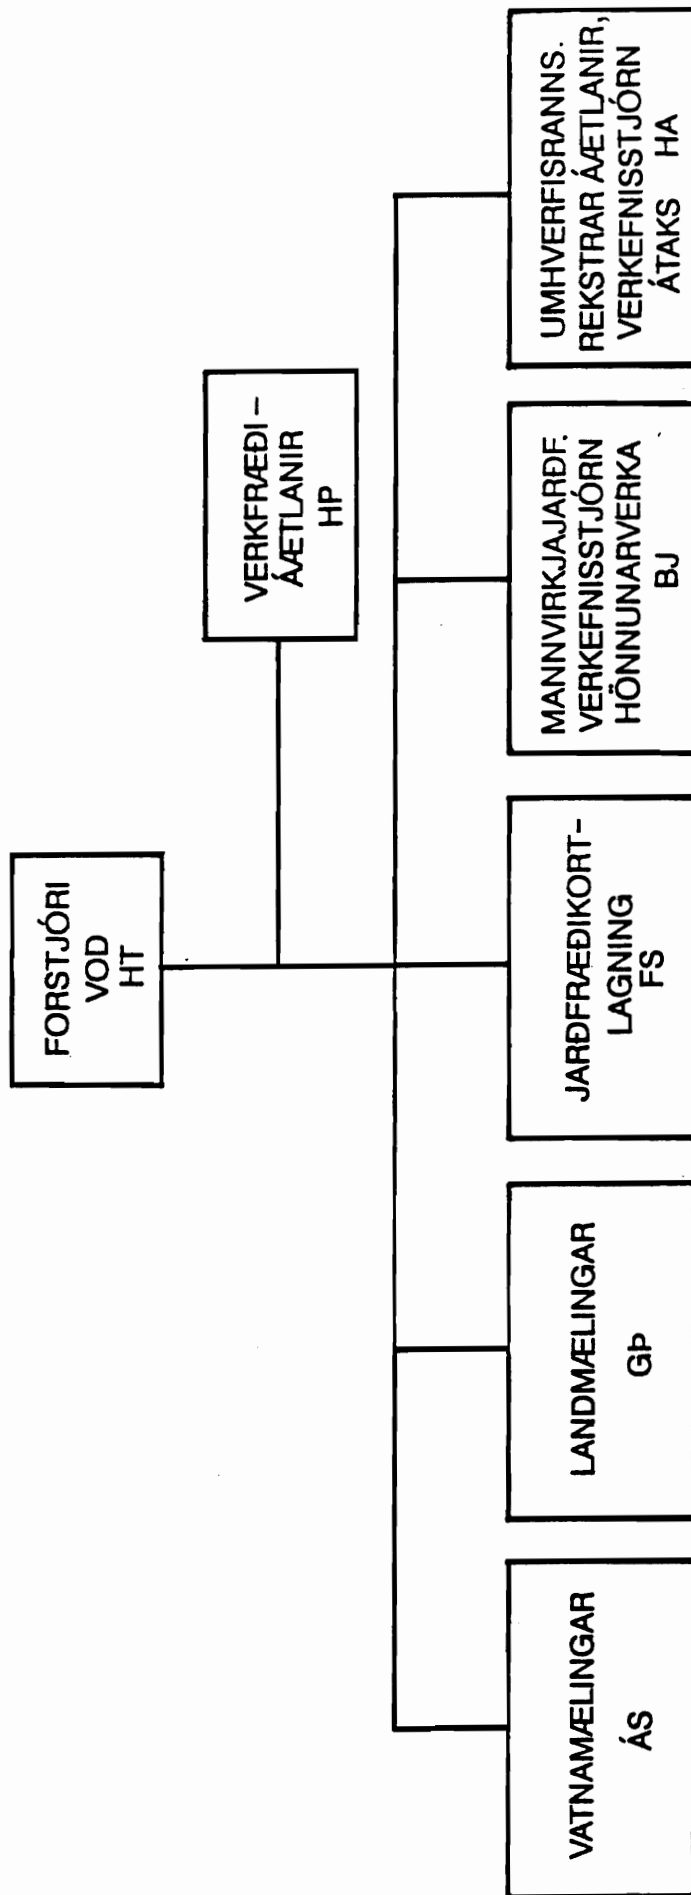 FORSTJÓRI
VOD
HT
VERKFRÆÐI –
ÁÆTLANIR
HP
VATNAMÆLINGAR
ÁS
LANDMÆLINGAR
GÞ
JARÐFRÆÐIKORT–
LAGNING
FS
MANNVIRKJAJARÐF.
VERKEFNISSTJÓRN
HÖNNUNARVERKA
BJ
UMHVERFISRANNS.
REKSTRAR ÁÆTLANIR,
VERKEFNISSTJÓRN
ÁTAKS HA